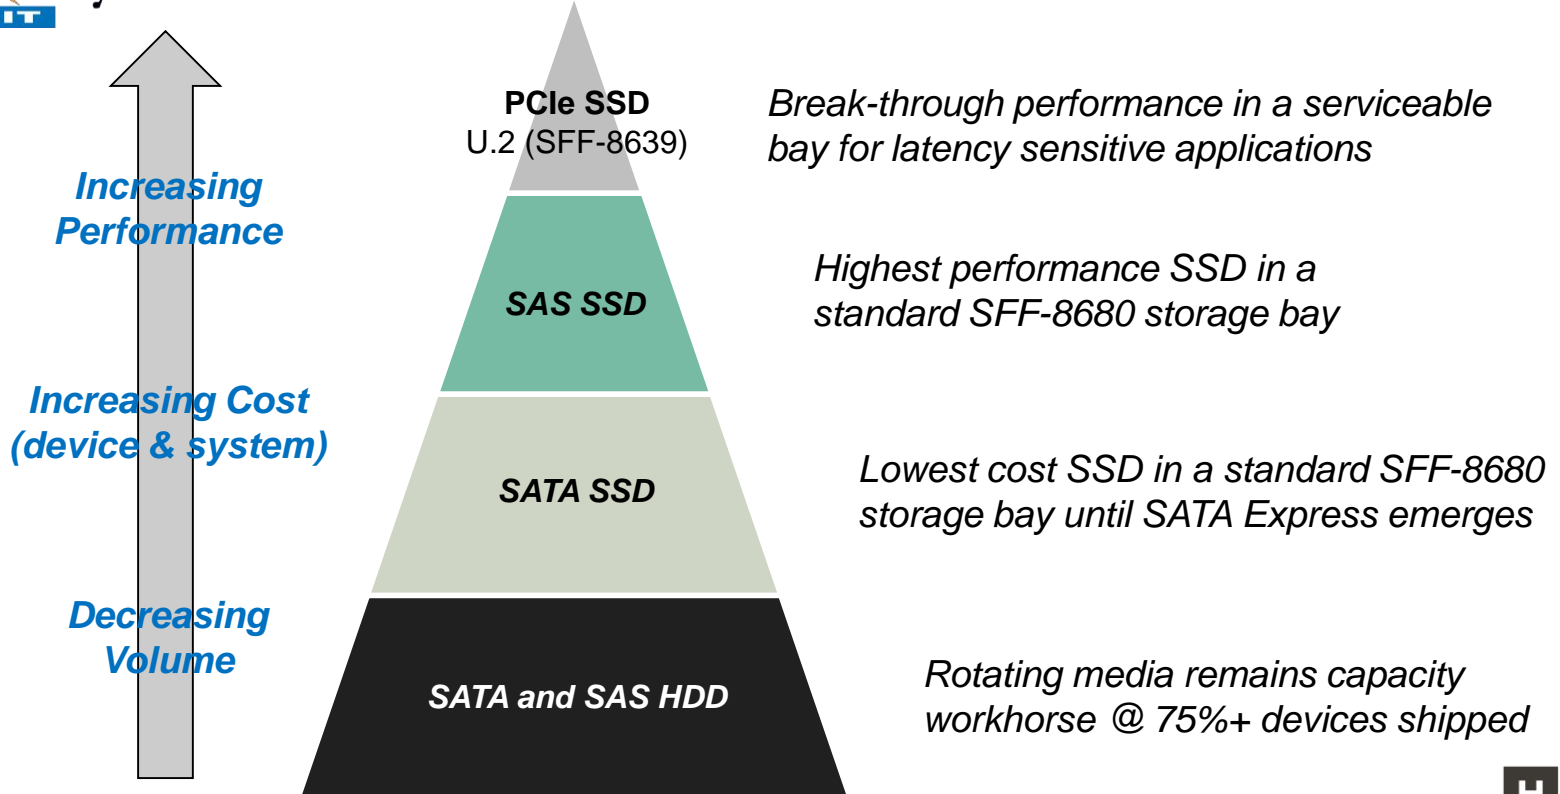 IT
PCIe SSD
U.2 (SFF-8639)
Break-through performance in a serviceable
bay for latency sensitive applications
Increasing
Performance
SAS SSD
Highest performance SSD in a
standard SFF-8680 storage bay
Increasing Cost
(device & system)
SATA SSD
Lowest cost SSD in a standard SFF-8680
storage bay until SATA Express emerges
Decreasing
Volume
SATA and SAS HDD
Rotating media remains capacity
workhorse @ 75%+ devices shipped